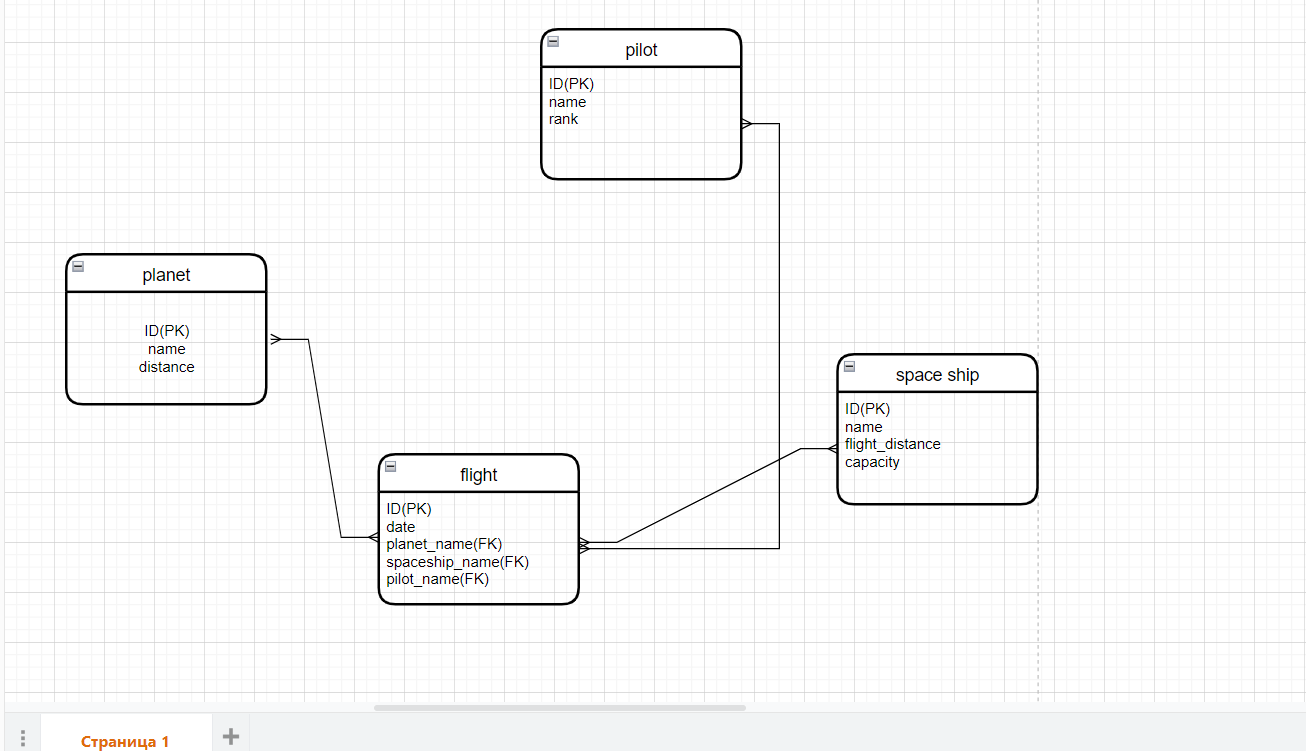 pilot
ID(PK)
name
rank
planet
ID(PK)
name
distance
space ship
ID(PK)
name
flight_distance
capacity
flight
ID(PK)
date
planet_name(FK)
spaceship_name(FK)
pilot_name(FK)
Страница 1